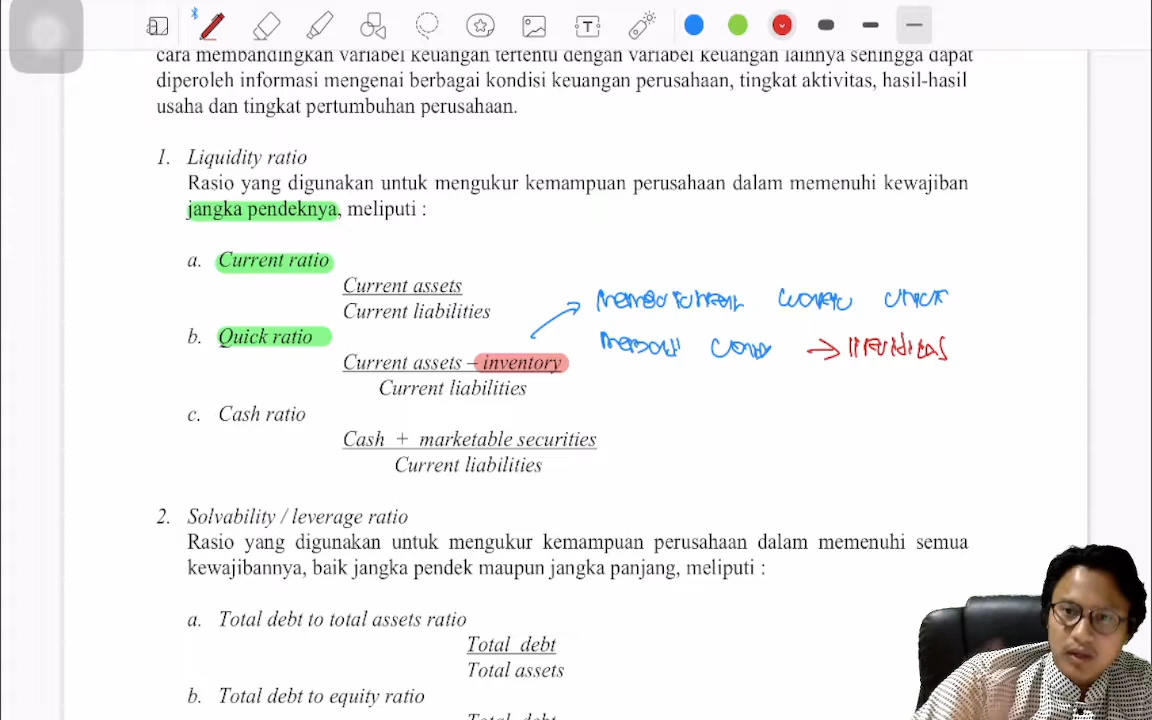 cara membandingkan variabel keuangan tertentu dengan variabel keuangan lainnya sehingga dapat
diperoleh informasi mengenai berbagai kondisi keuangan perusahaan, tingkat aktivitas, hasil-hasil
usaha dan tingkat pertumbuhan perusahaan.
1. Liquidity ratio
Rasio yang digunakan untuk mengukur kemampuan perusahaan dalam memenuhi kewajiban
jangka pendeknya, meliputi :
a. Current ratio
Current assets
Current liabilities
b. Quick ratio
Current assets – inventory
Current liabilities
c. Cash ratio
Cash + marketable securities
Current liabilities
2. Solvability / leverage ratio
Rasio yang digunakan untuk mengukur kemampuan perusahaan dalam memenuhi semua
kewajibannya, baik jangka pendek maupun jangka panjang, meliputi :
a. Total debt to total assets ratio
Total debt
Total assets
b. Total debt to equity ratio
Total debt